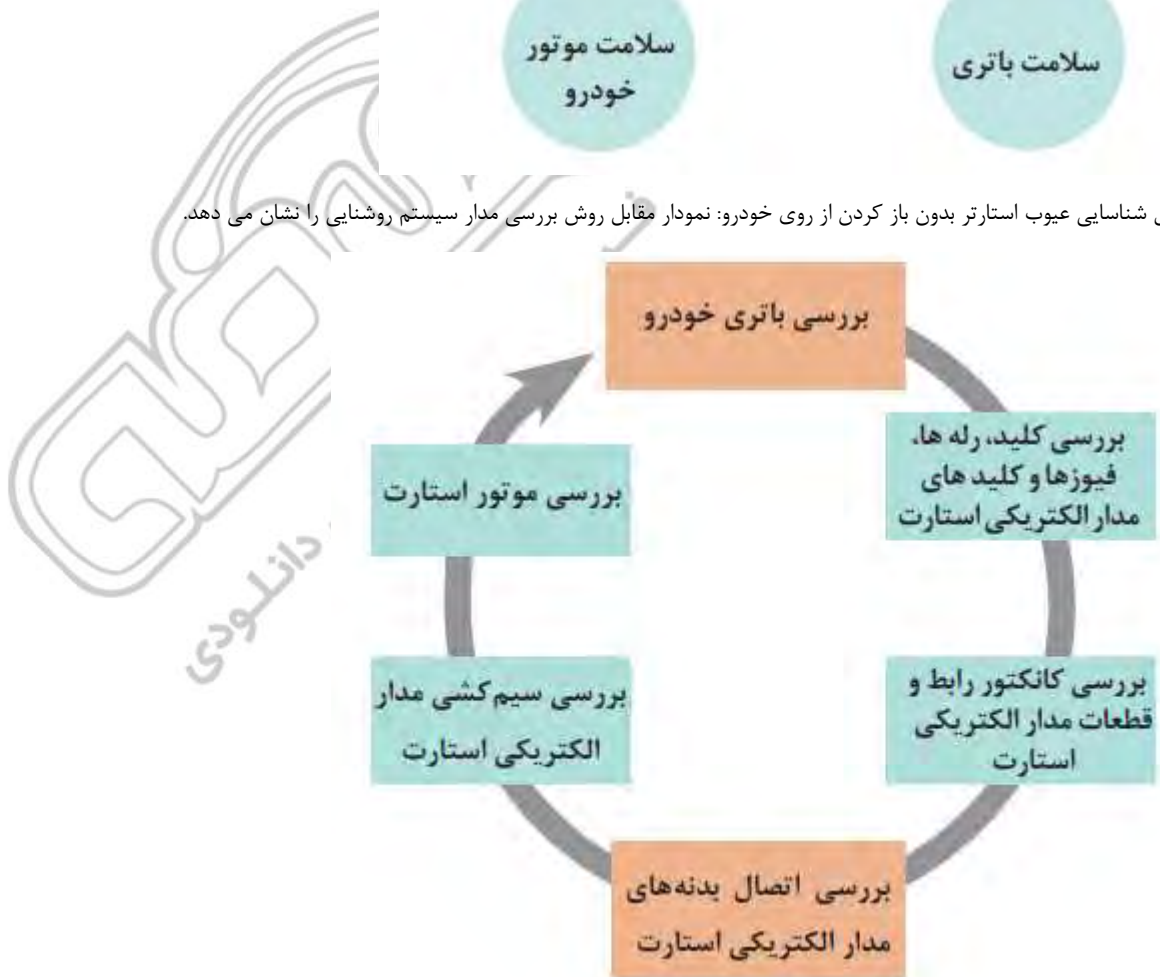 سلامت باتری
سلامت موتور
خودرو
شناسایی عیوب استارتر بدون باز کردن از روی خودرو: نمودار مقابل روش بررسی مدار سیستم روشنایی را نشان می دهد.
بررسی باتری خودرو
بررسی کلید، رله ها،
فیوزها و کلید های
مدار الکتریکی استارت
بررسی کانکتور رابط و
قطعات مدار الکتریکی
استارت
بررسی اتصال بدنه‌های
مدار الکتریکی استارت
بررسی سیم کشی مدار
الکتریکی استارت
بررسی موتور استارت
دانلودی